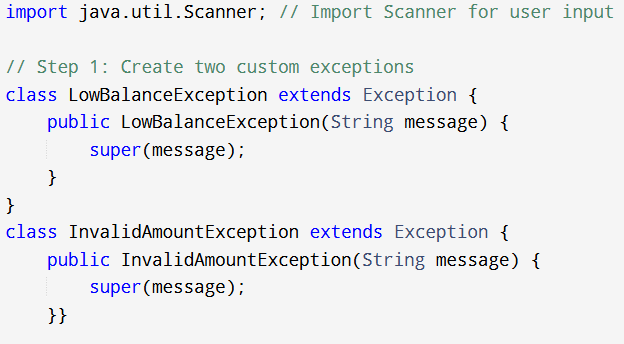 import java.util.Scanner; // Import Scanner for user input
// Step 1: Create two custom exceptions
class LowBalanceException extends Exception {
    public LowBalanceException(String message) {
        super(message);
    }
}
class InvalidAmountException extends Exception {
    public InvalidAmountException(String message) {
        super(message);
    }}